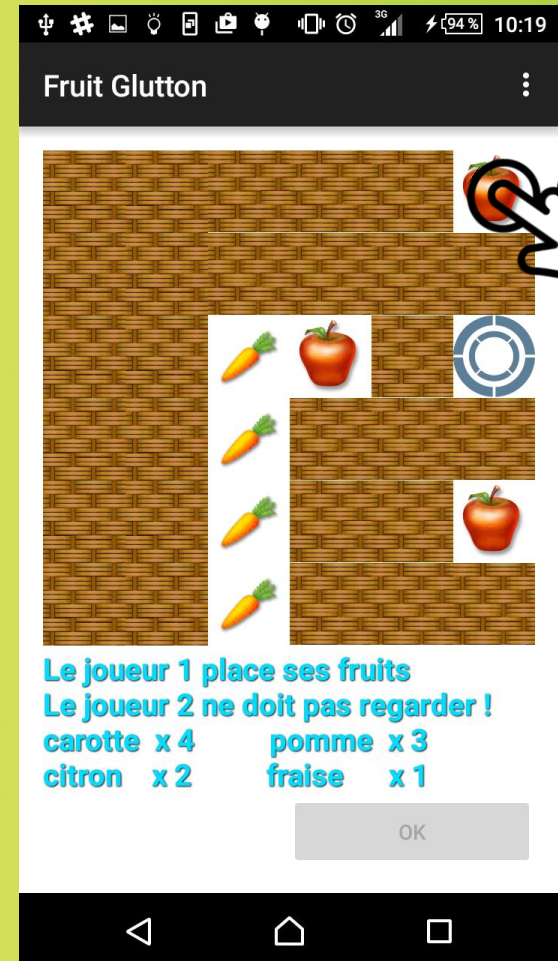 3G 94 % 10:19
Fruit Glutton
Le joueur 1 place ses fruits
Le joueur 2 ne doit pas regarder !
carotte x 4 pomme x 3
citron x 2 fraise x 1
OK